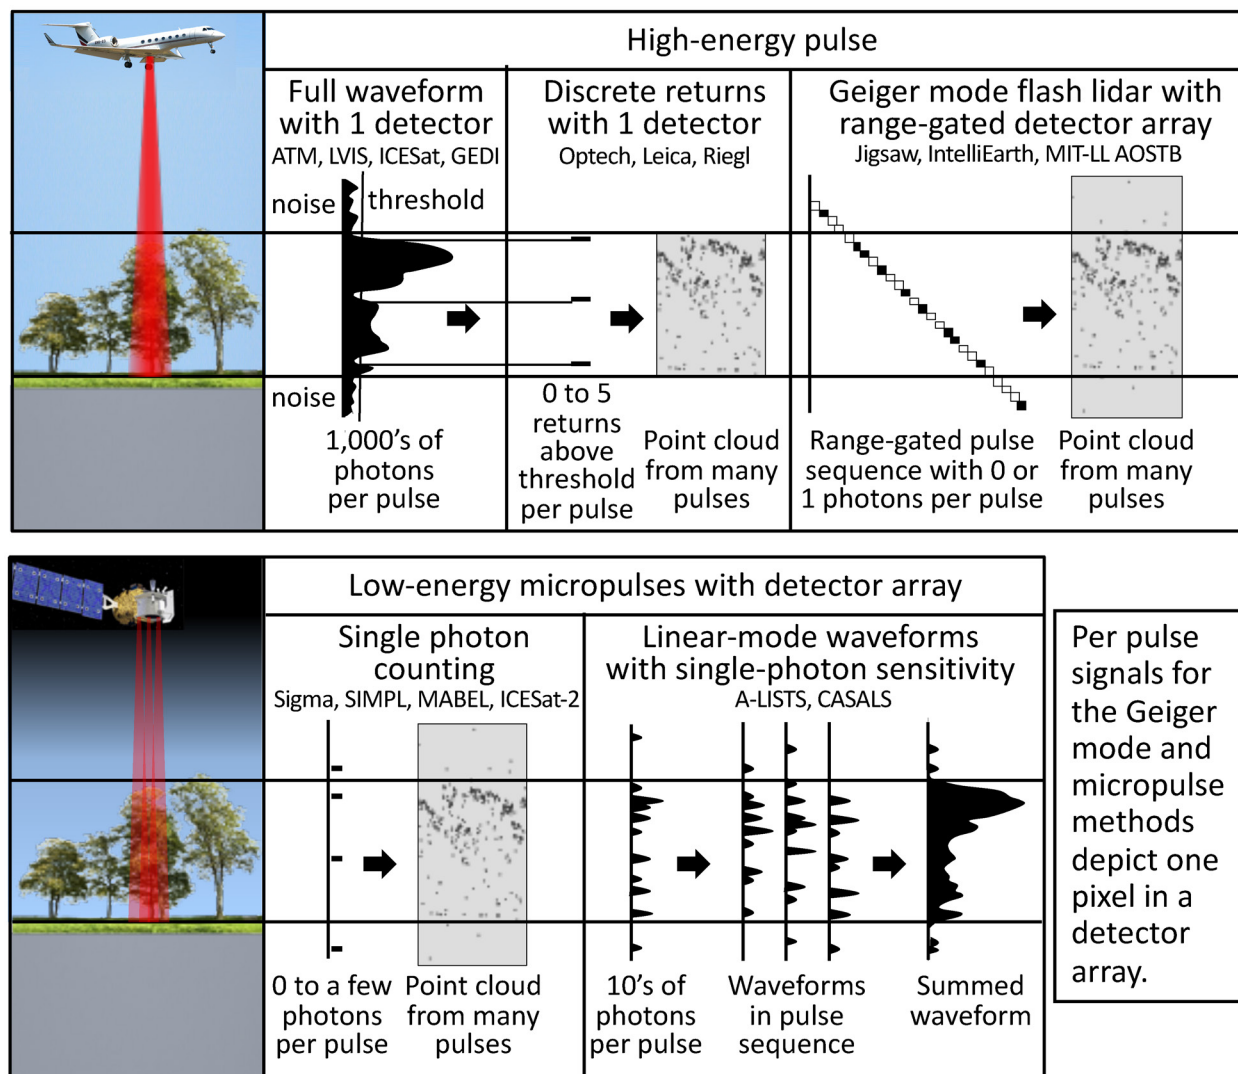 High-energy pulse
Full waveform
with 1 detector
ATM, LVIS, ICESat, GEDI
noise
threshold
noise
1,000’s of
photons
per pulse
Discrete returns
with 1 detector
Optech, Leica, Riegl
0 to 5
returns
above
threshold
per pulse
Point cloud
from many
pulses
Geiger mode flash lidar with
range-gated detector array
Jigsaw, IntelliEarth, MIT-LL AOSTB
Range-gated pulse
sequence with 0 or
1 photons per pulse
Point cloud
from many
pulses
Low-energy micropulses with detector array
Single photon
counting
Sigma, SIMPL, MABEL, ICESat-2
0 to a few
photons
per pulse
Point cloud
from many
pulses
Linear-mode waveforms
with single-photon sensitivity
A-LISTS, CASALS
10’s of
photons
per pulse
Waveforms
in pulse
sequence
Summed
waveform
Per pulse
signals for
the Geiger
mode and
micropulse
methods
depict one
pixel in a
detector
array.